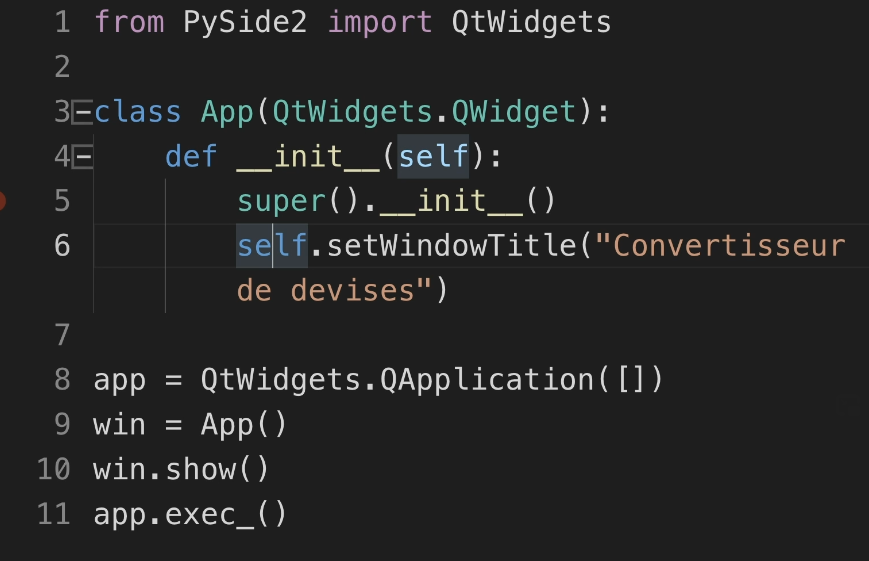 1 from PySide2 import QtWidgets
2
3 class App(QtWidgets.QWidget):
4     def __init__(self):
5         super().__init__()
6         self.setWindowTitle("Convertisseur
        de devises")
7
8 app = QtWidgets.QApplication([])
9 win = App()
10 win.show()
11 app.exec_()